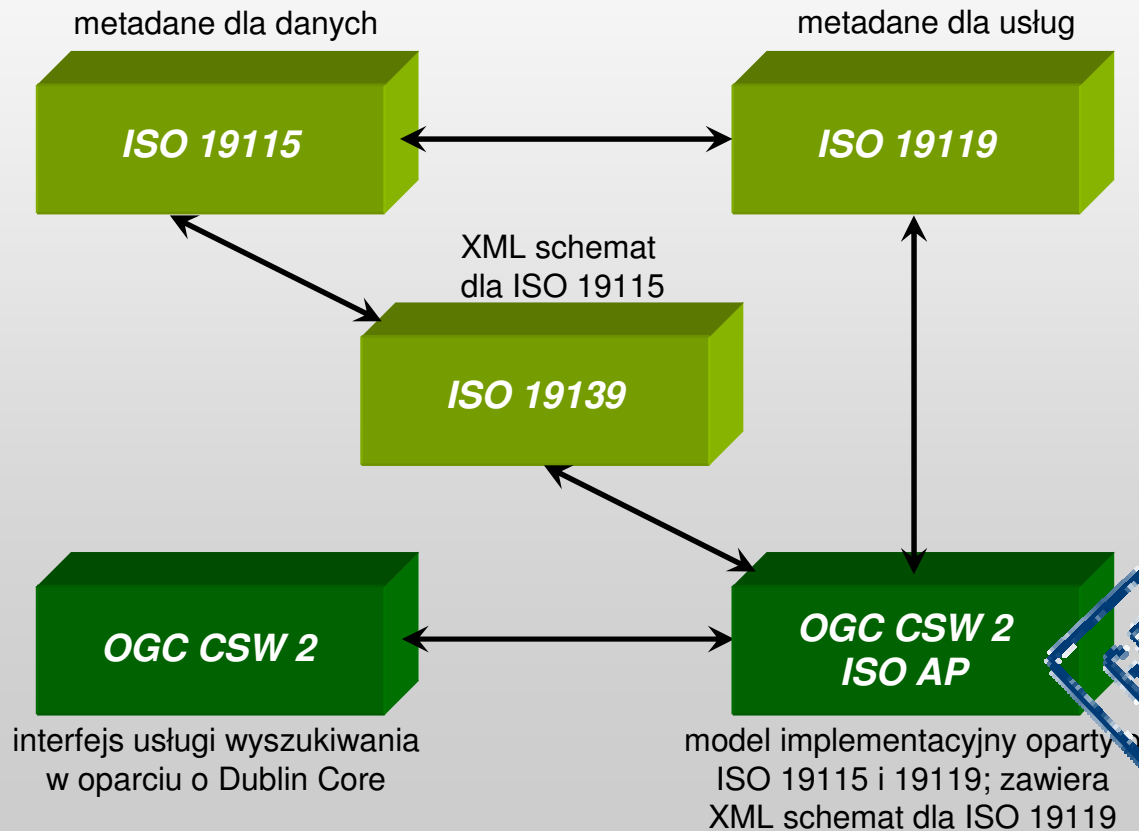 metadane dla danych
metadane dla usług
ISO 19115
ISO 19119
XML schemat
dla ISO 19115
ISO 19139
OGC CSW 2
OGC CSW 2
ISO AP
interfejs usługi wyszukiwania
w oparciu o Dublin Core
model implementacyjny oparty o
ISO 19115 i 19119; zawiera
XML schemat dla ISO 19119